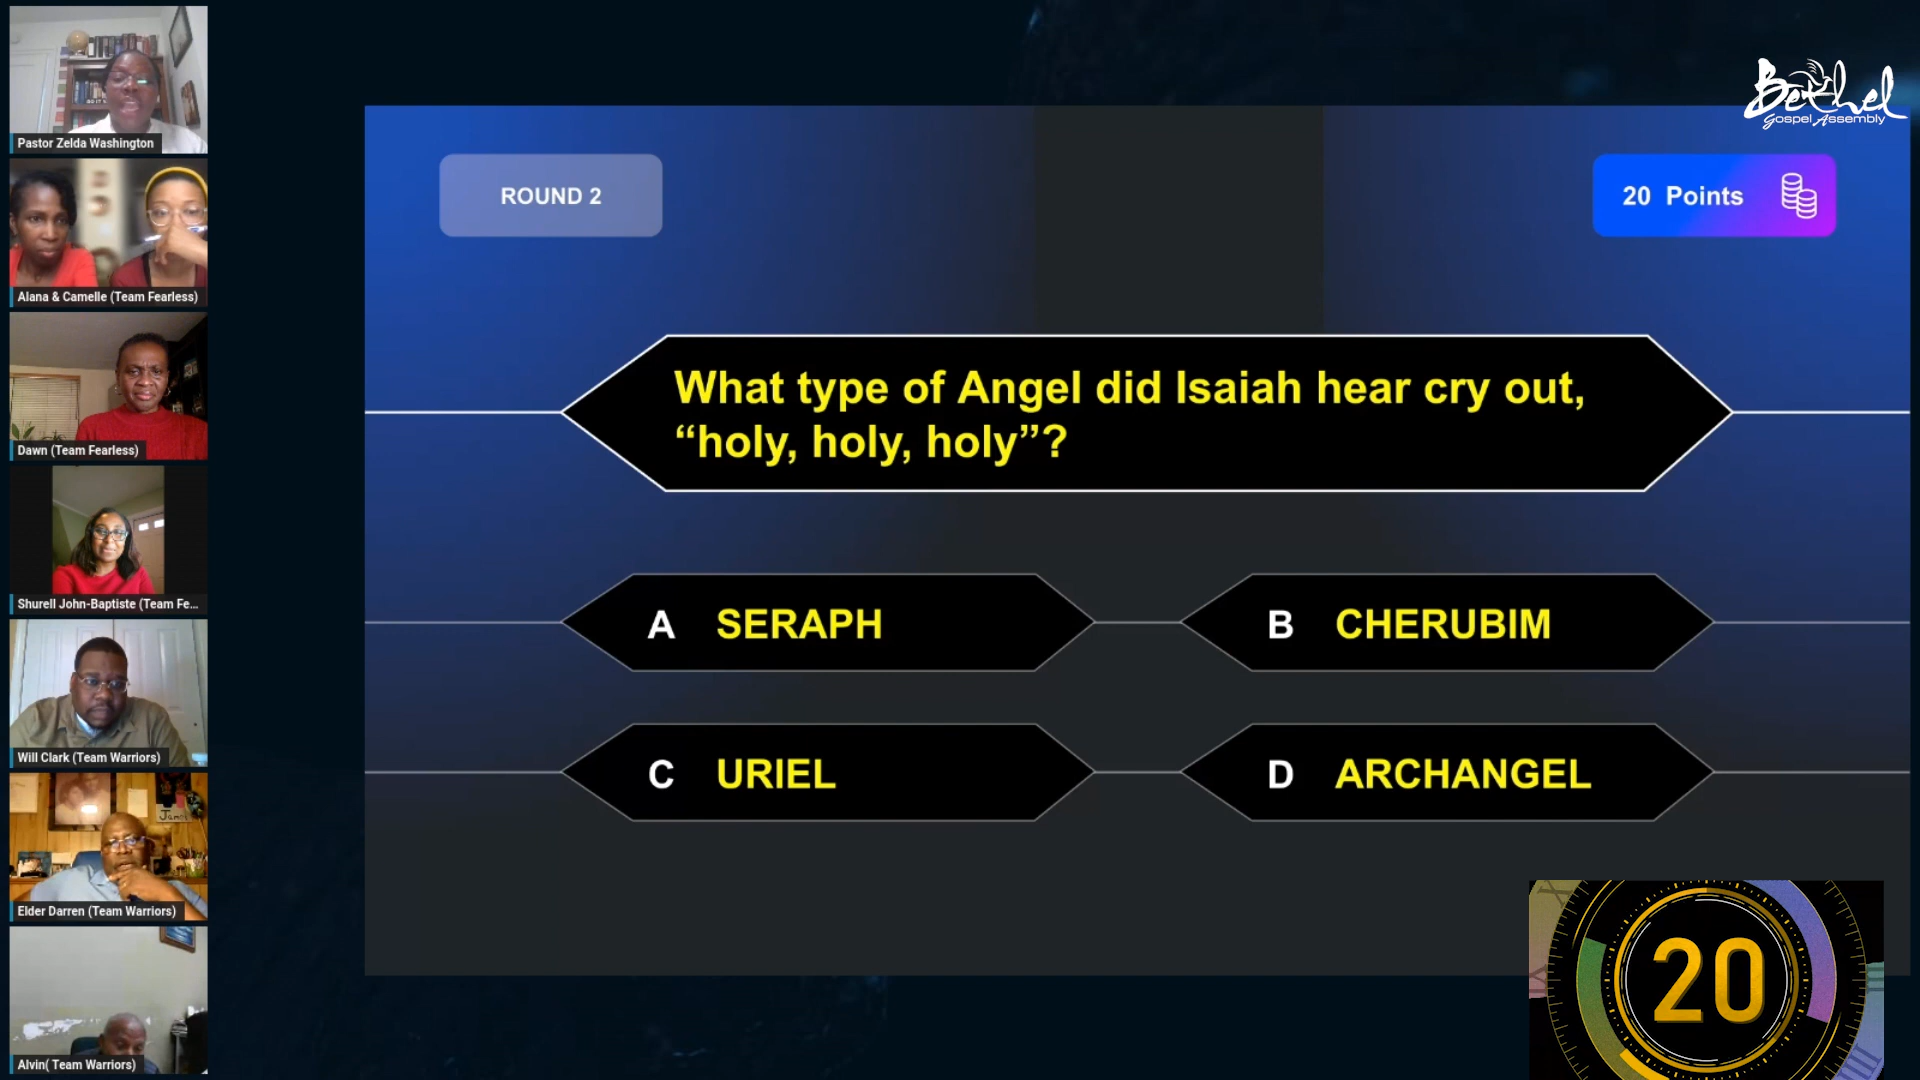 Pastor Zelda Washington
Alana & Camelle (Team Fearless)
Dawn (Team Fearless)
Shurell John-Baptiste (Team Fe...
Will Clark (Team Warriors)
Elder Darren (Team Warriors)
Alvin( Team Warriors)
Bethel
Gospel Assembly
ROUND 2
20 Points
What type of Angel did Isaiah hear cry out,
“holy, holy, holy”?
A SERAPH
B CHERUBIM
C URIEL
D ARCHANGEL
20